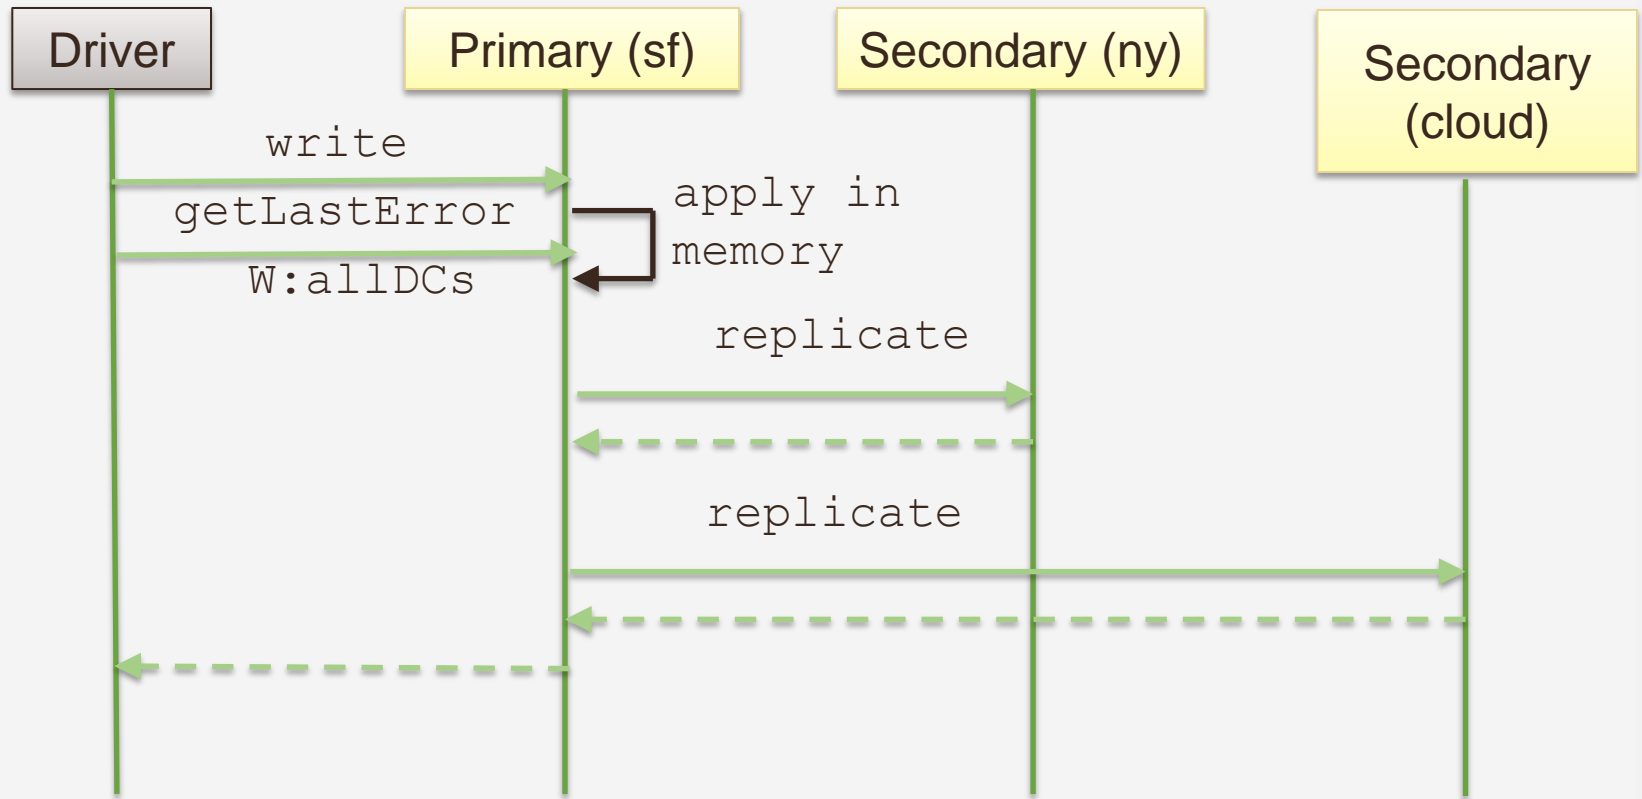 Driver
Primary (sf)
Secondary (ny)
Secondary
(cloud)
write
getLastError
W:allDCs
apply in
memory
replicate
replicate